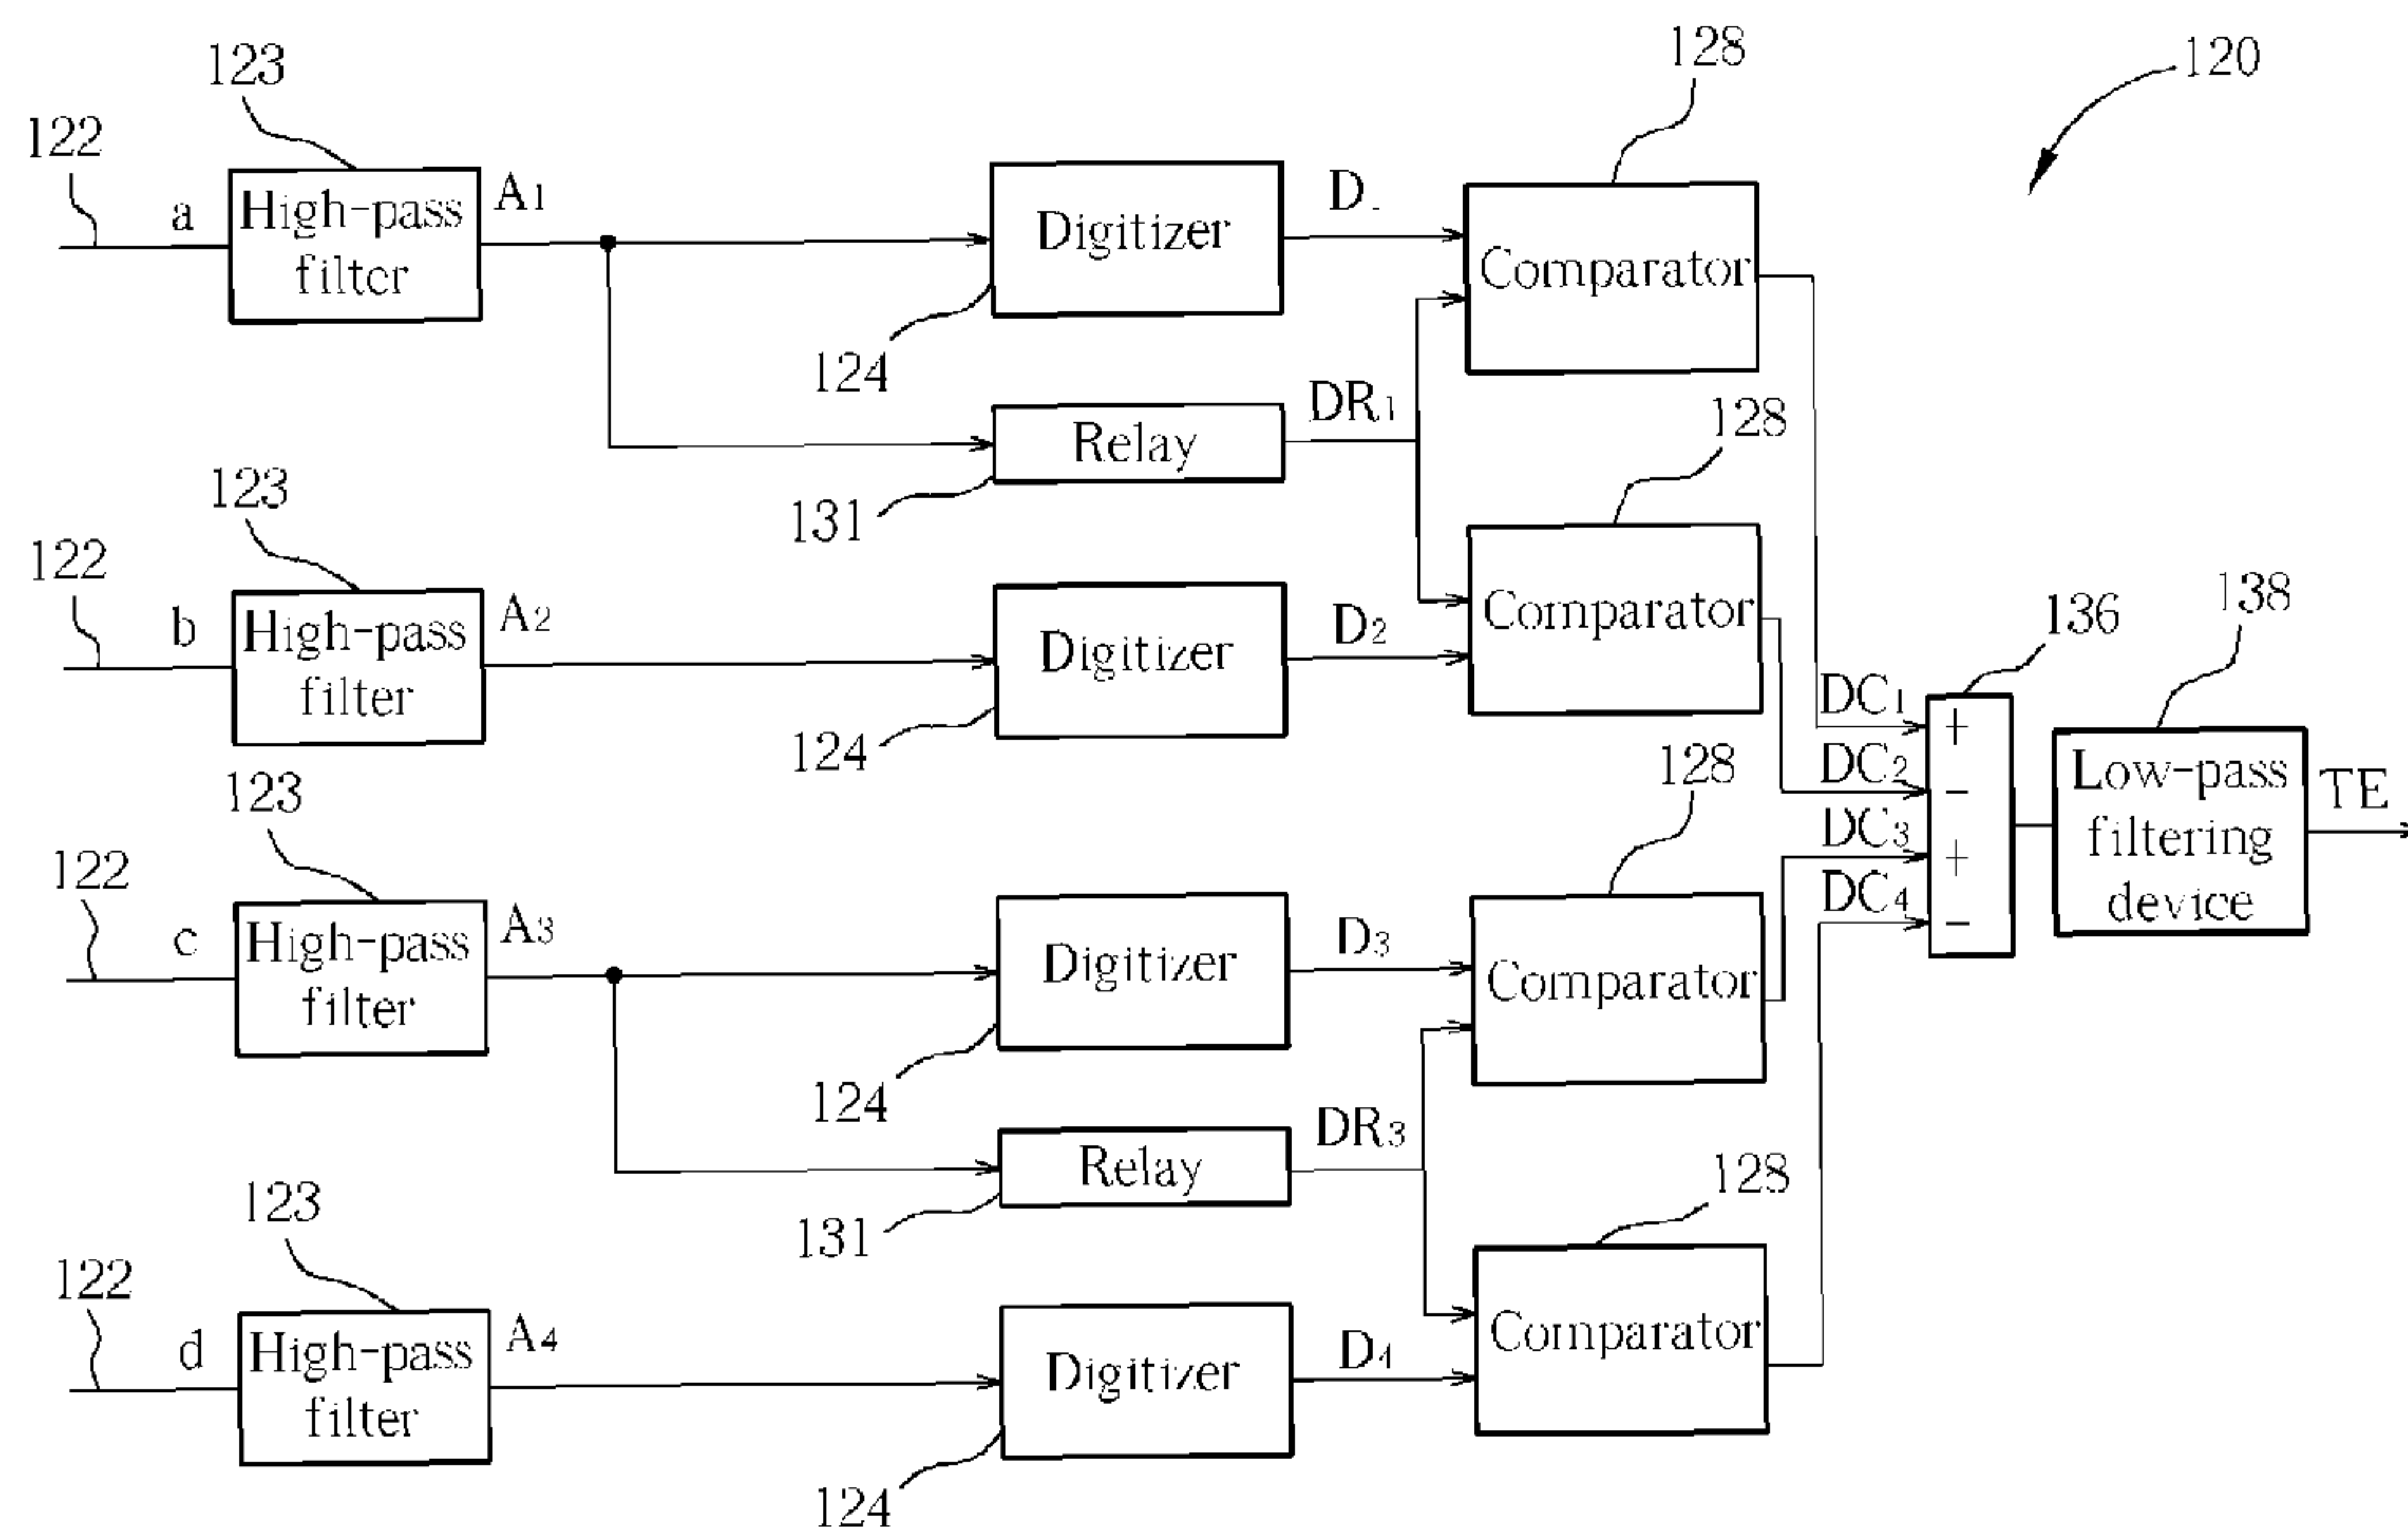 123
128
120
122
a
High-pass
filter
A1
Digitizer
D-
Comparator
124
DR1
Relay
131
128
123
122
b
High-pass
filter
A2
Digitizer
D2
Comparator
124
136
138
DC1
+
DC2
−
DC3
+
DC4
−
Low-pass
filtering
device
TE
123
128
122
c
High-pass
filter
A3
Digitizer
D3
Comparator
124
DR3
Relay
131
128
123
122
d
High-pass
filter
A4
Digitizer
D4
Comparator
124